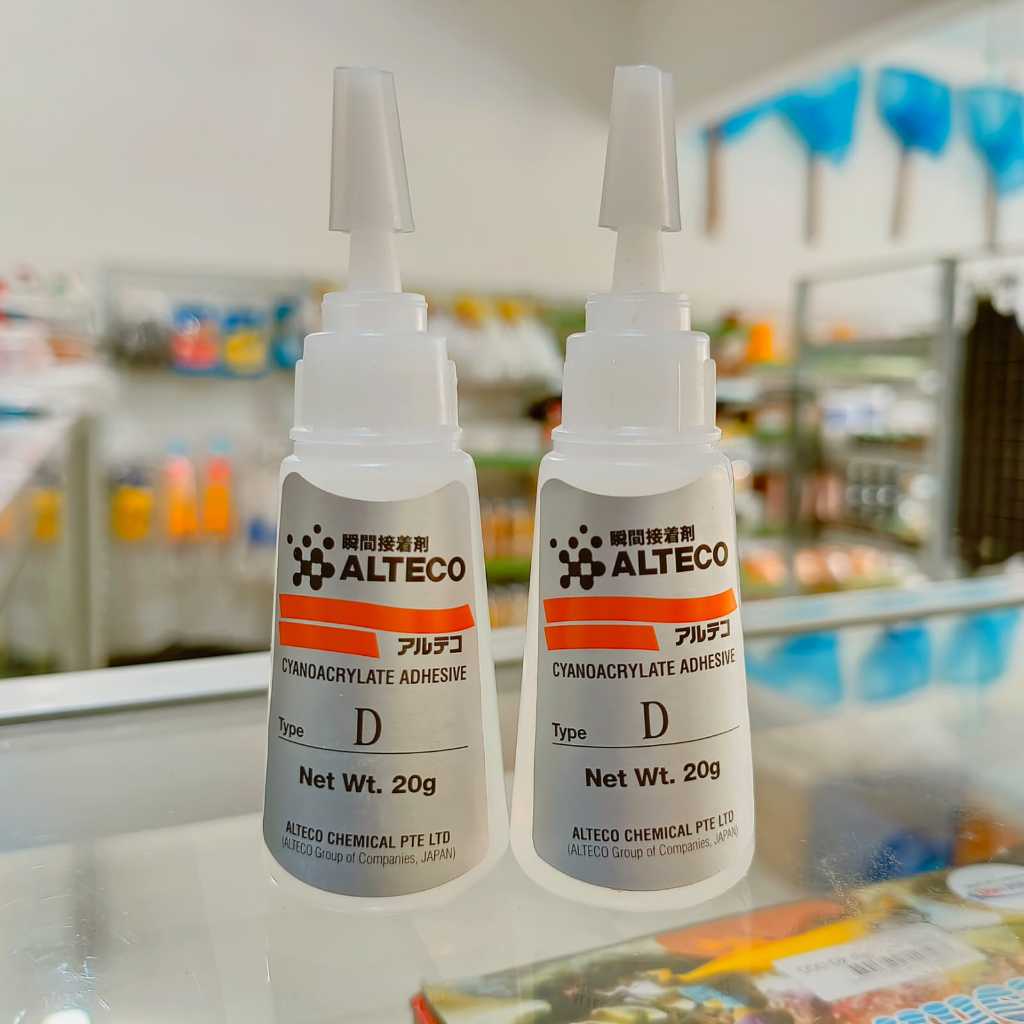 瞬間接着剤
ALTECO
アルテコ
CYANOACRYLATE ADHESIVE
Type D
Net Wt. 20g
ALTECO CHEMICAL PTE LTD
(ALTECO Group of Companies, JAPAN)
瞬間接着剤
ALTECO
アルテコ
CYANOACRYLATE ADHESIVE
Type D
Net Wt. 20g
ALTECO CHEMICAL PTE LTD
(ALTECO Group of Companies, JAPAN)